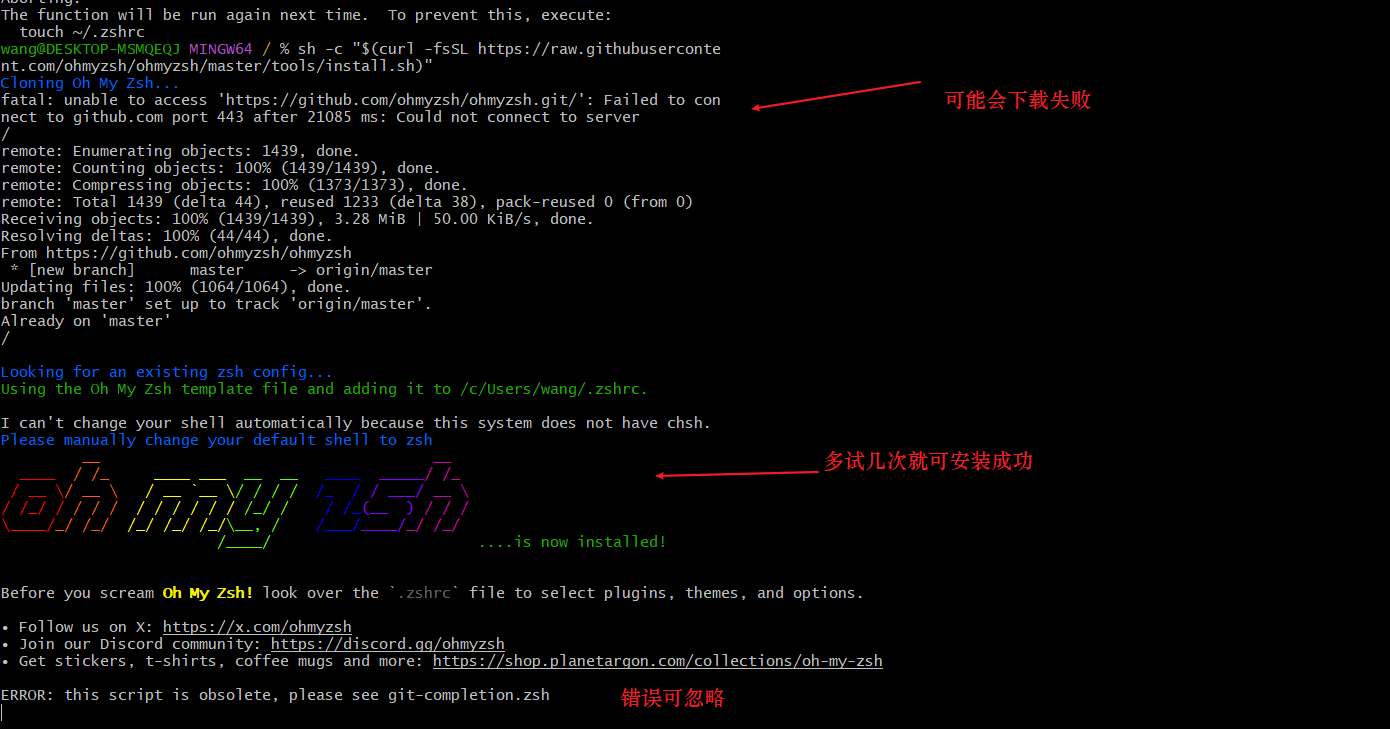 Aborting.
The function will be run again next time.  To prevent this, execute:
  touch ~/.zshrc
wang@DESKTOP-MSMQEQJ MINGW64 / % sh -c "$(curl -fsSL https://raw.githubuserconte
nt.com/ohmyzsh/ohmyzsh/master/tools/install.sh)"
Cloning Oh My Zsh...
fatal: unable to access 'https://github.com/ohmyzsh/ohmyzsh.git/': Failed to con
可能会下载失败
nect to github.com port 443 after 21085 ms: Could not connect to server
/
remote: Enumerating objects: 1439, done.
remote: Counting objects: 100% (1439/1439), done.
remote: Compressing objects: 100% (1373/1373), done.
remote: Total 1439 (delta 44), reused 1233 (delta 38), pack-reused 0 (from 0)
Receiving objects: 100% (1439/1439), 3.28 MiB | 50.00 KiB/s, done.
Resolving deltas: 100% (44/44), done.
From https://github.com/ohmyzsh/ohmyzsh
 * [new branch]      master     -> origin/master
Updating files: 100% (1064/1064), done.
branch 'master' set up to track 'origin/master'.
Already on 'master'
/
Looking for an existing zsh config...
Using the Oh My Zsh template file and adding it to /c/Users/wang/.zshrc.
I can't change your shell automatically because this system does not have chsh.
Please manually change your default shell to zsh
oh my zsh
多试几次就可安装成功
....is now installed!
Before you scream Oh My Zsh! look over the `.zshrc` file to select plugins, themes, and options.
• Follow us on X: https://x.com/ohmyzsh
• Join our Discord community: https://discord.gg/ohmyzsh
• Get stickers, t-shirts, coffee mugs and more: https://shop.planetargon.com/collections/oh-my-zsh
ERROR: this script is obsolete, please see git-completion.zsh
错误可忽略